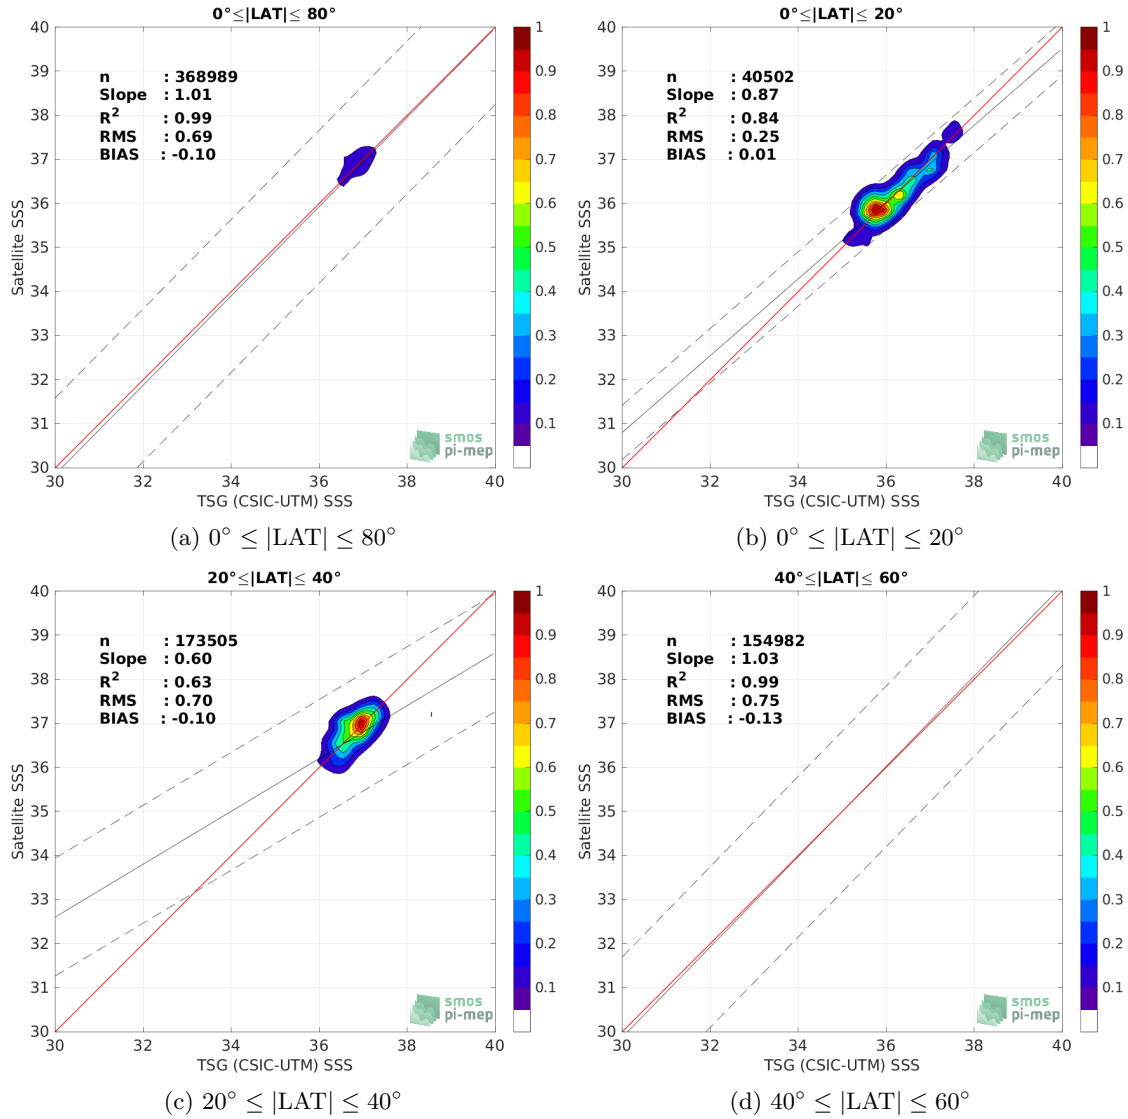 0°≤|LAT|≤ 80°
40
39
38
37
36
35
34
33
32
31
30
Satellite SSS
n : 368989
Slope : 1.01
R² : 0.99
RMS : 0.69
BIAS : -0.10
smos
pi-mep
30 32 34 36 38 40
TSG (CSIC-UTM) SSS
1
0.9
0.8
0.7
0.6
0.5
0.4
0.3
0.2
0.1
(a) 0° ≤ |LAT| ≤ 80°
0°≤|LAT|≤ 20°
40
39
38
37
36
35
34
33
32
31
30
Satellite SSS
n : 40502
Slope : 0.87
R² : 0.84
RMS : 0.25
BIAS : 0.01
smos
pi-mep
30 32 34 36 38 40
TSG (CSIC-UTM) SSS
1
0.9
0.8
0.7
0.6
0.5
0.4
0.3
0.2
0.1
(b) 0° ≤ |LAT| ≤ 20°
20°≤|LAT|≤ 40°
40
39
38
37
36
35
34
33
32
31
30
Satellite SSS
n : 173505
Slope : 0.60
R² : 0.63
RMS : 0.70
BIAS : -0.10
smos
pi-mep
30 32 34 36 38 40
TSG (CSIC-UTM) SSS
1
0.9
0.8
0.7
0.6
0.5
0.4
0.3
0.2
0.1
(c) 20° ≤ |LAT| ≤ 40°
40°≤|LAT|≤ 60°
40
39
38
37
36
35
34
33
32
31
30
Satellite SSS
n : 154982
Slope : 1.03
R² : 0.99
RMS : 0.75
BIAS : -0.13
smos
pi-mep
30 32 34 36 38 40
TSG (CSIC-UTM) SSS
1
0.9
0.8
0.7
0.6
0.5
0.4
0.3
0.2
0.1
(d) 40° ≤ |LAT| ≤ 60°